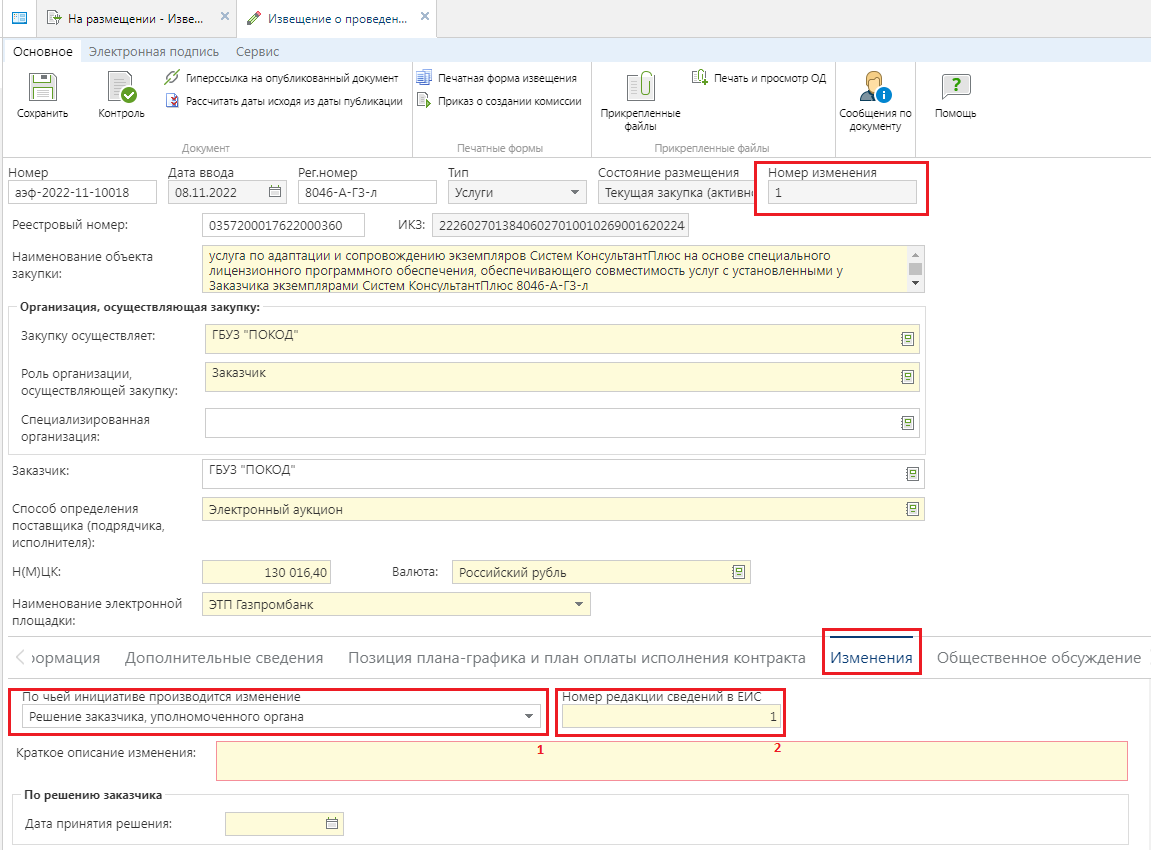 На размещении - Изве...
Извещение о проведен...
Основное Электронная подпись Сервис
Сохранить
Контроль
Гиперссылка на опубликованный документ
Рассчитать даты исходя из даты публикации
Документ
Печатная форма извещения
Приказ о создании комиссии
Печатные формы
Прикрепленные
файлы
Печать и просмотр ОД
Прикрепленные файлы
Сообщения по
документу
Помощь
Номер Дата ввода Рег.номер Тип Состояние размещения Номер изменения
аэф-2022-11-10018 08.11.2022 8046-А-ГЗ-л Услуги Текущая закупка (активно 1
Реестровый номер: 0357200017622000360 ИКЗ: 222602701384060270100102690016202​24
Наименование объекта
закупки:
услуга по адаптации и сопровождению экземпляров Систем КонсультантПлюс на основе специального
лицензионного программного обеспечения, обеспечивающего совместимость услуг с установленными у
Заказчика экземплярами Систем КонсультантПлюс 8046-А-ГЗ-л
Организация, осуществляющая закупку:
Закупку осуществляет: ГБУЗ "ПОКОД"
Роль организации,
осуществляющей закупку:
Заказчик
Специализированная
организация:
Заказчик: ГБУЗ "ПОКОД"
Способ определения
поставщика (подрядчика,
исполнителя):
Электронный аукцион
Н(М)ЦК: 130 016,40 Валюта: Российский рубль
Наименование электронной
площадки:
ЭТП Газпромбанк
ормация Дополнительные сведения Позиция плана-графика и план оплаты исполнения контракта Изменения Общественное обсуждение
По чьей инициативе производится изменение Номер редакции сведений в ЕИС
Решение заказчика, уполномоченного органа 1
1 2
Краткое описание изменения:
По решению заказчика
Дата принятия решения: